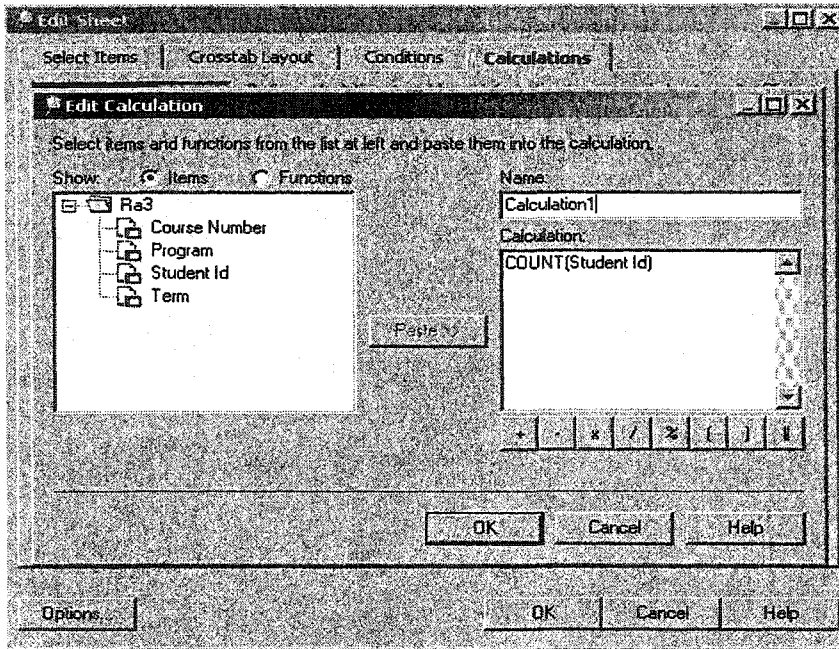 Edit Sheet
Select Items Crosstab Layout Conditions Calculations
Edit Calculation
Select items and functions from the list at left and paste them into the calculation.
Show: Items Functions
Name:
Ra3
Calculation1
Course Number
Calculation:
Program
COUNT(Student Id)
Student Id
Term
Paste >>
+ - x / % ( ) ||
OK Cancel Help
Options... OK Cancel Help